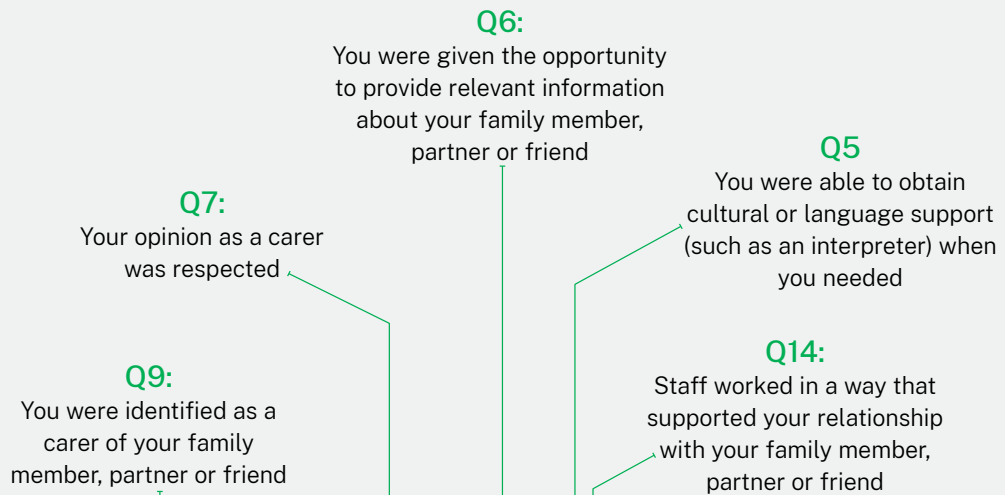 Q6:
You were given the opportunity
to provide relevant information
about your family member,
partner or friend
Q5
You were able to obtain
cultural or language support
(such as an interpreter) when
you needed
Q7:
Your opinion as a carer
was respected
Q14:
Staff worked in a way that
supported your relationship
with your family member,
partner or friend
Q9:
You were identified as a
carer of your family
member, partner or friend